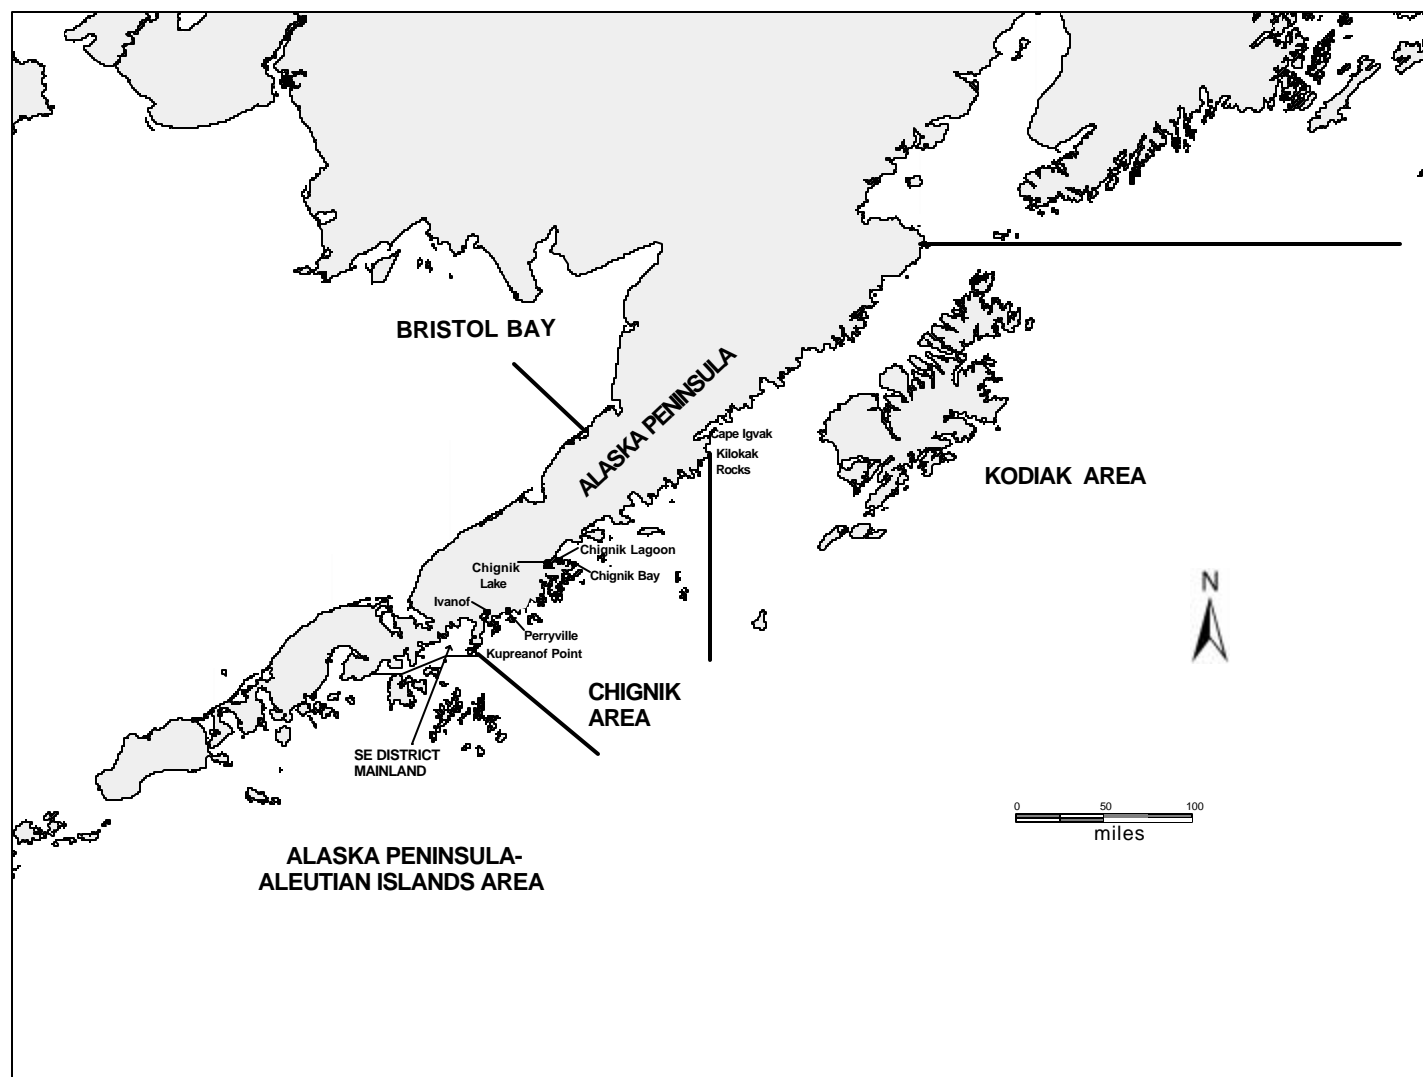 BRISTOL BAY
ALASKA PENINSULA
Cape Igvak
Kilokak
Rocks
KODIAK AREA
Chignik Lagoon
Chignik
Lake
Chignik Bay
Ivanof
Perryville
Kupreanof Point
N
CHIGNIK
AREA
SE DISTRICT
MAINLAND
0 50 100
miles
ALASKA PENINSULA-
ALEUTIAN ISLANDS AREA